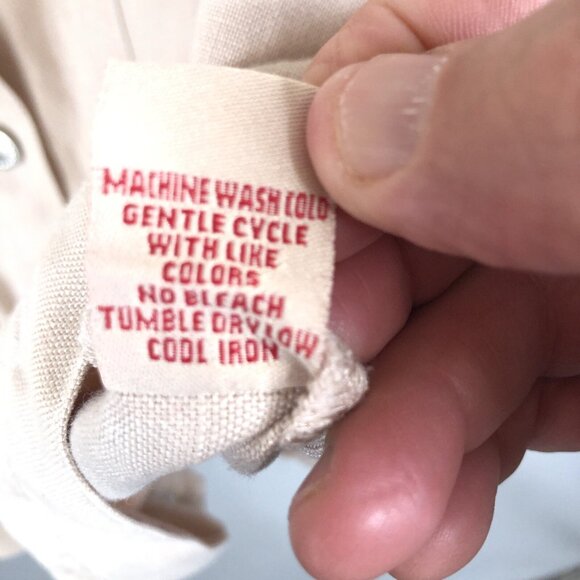 MACHINE WASH COLD
GENTLE CYCLE
WITH LIKE
COLORS
NO BLEACH
TUMBLE DRY LOW
COOL IRON